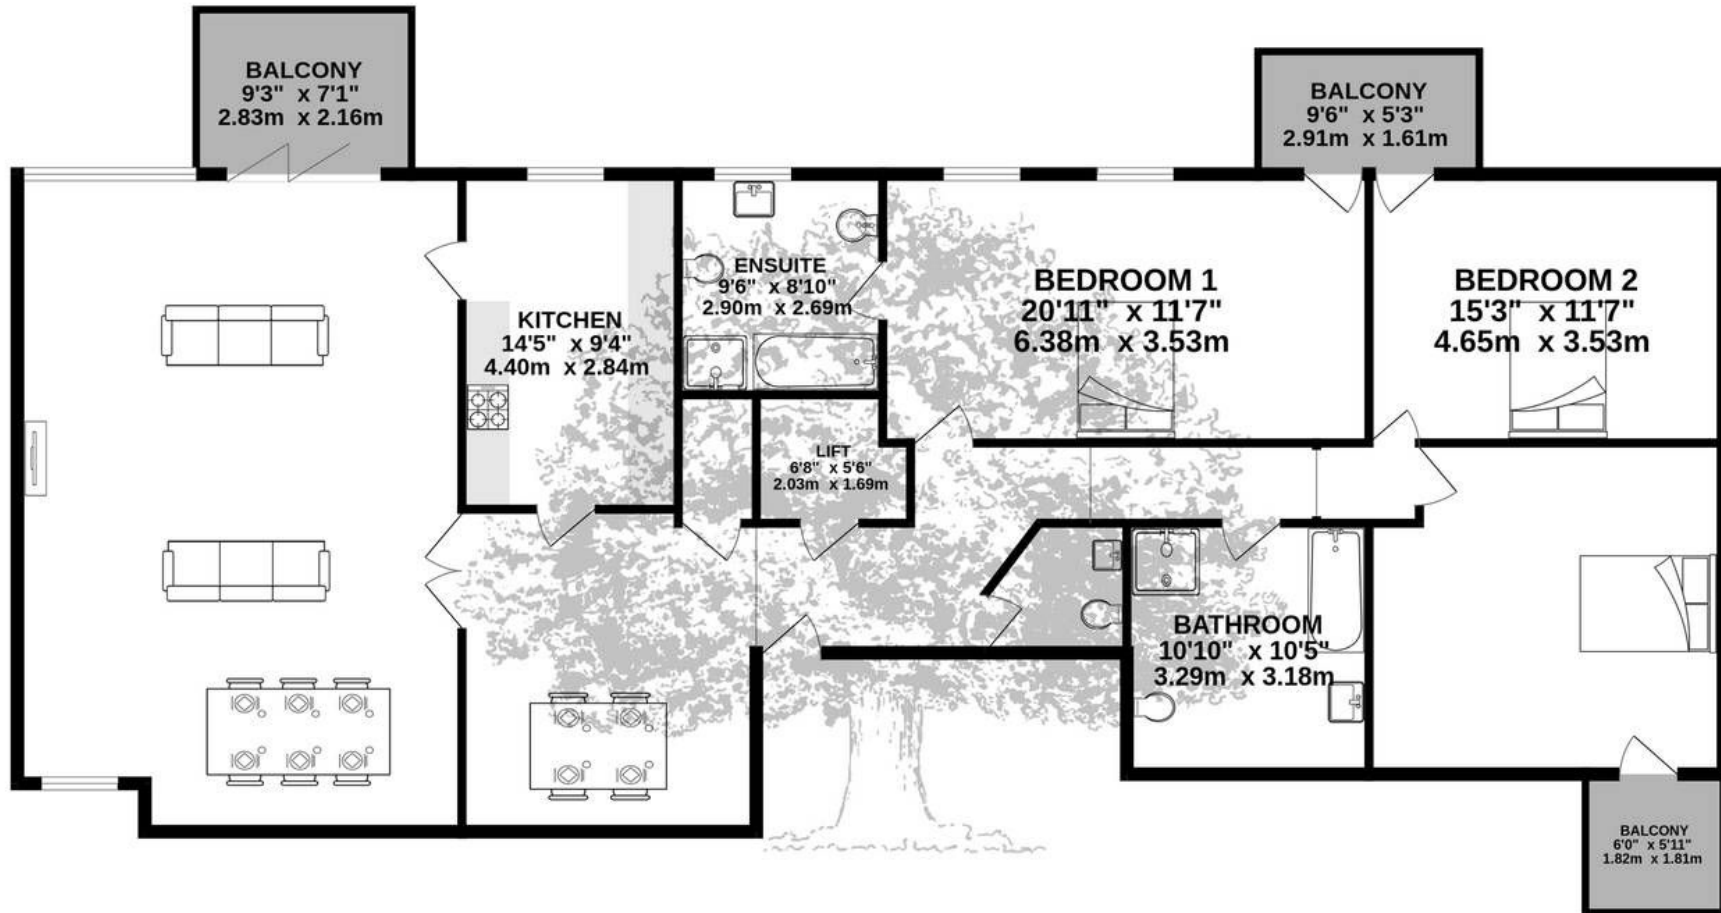 BALCONY
9'3" x 7'1"
2.83m x 2.16m
BALCONY
9'6" x 5'3"
2.91m x 1.61m
ENSUITE
9'6" x 8'10"
2.90m x 2.69m
BEDROOM 1
20'11" x 11'7"
6.38m x 3.53m
BEDROOM 2
15'3" x 11'7"
4.65m x 3.53m
KITCHEN
14'5" x 9'4"
4.40m x 2.84m
LIFT
6'8" x 5'6"
2.03m x 1.69m
BATHROOM
10'10" x 10'5"
3.29m x 3.18m
BALCONY
6'0" x 5'11"
1.82m x 1.81m